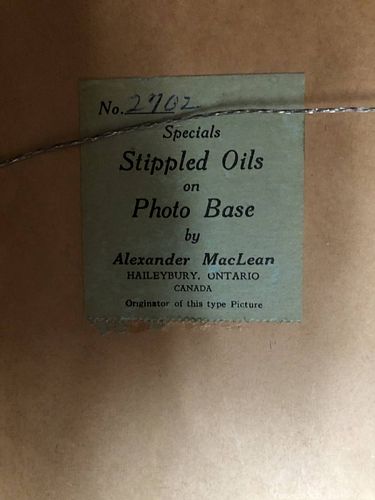 No. 2702
Specials
Stippled Oils
on
Photo Base
by
Alexander MacLean
HAILEYBURY, ONTARIO
CANADA
Originator of this type Picture